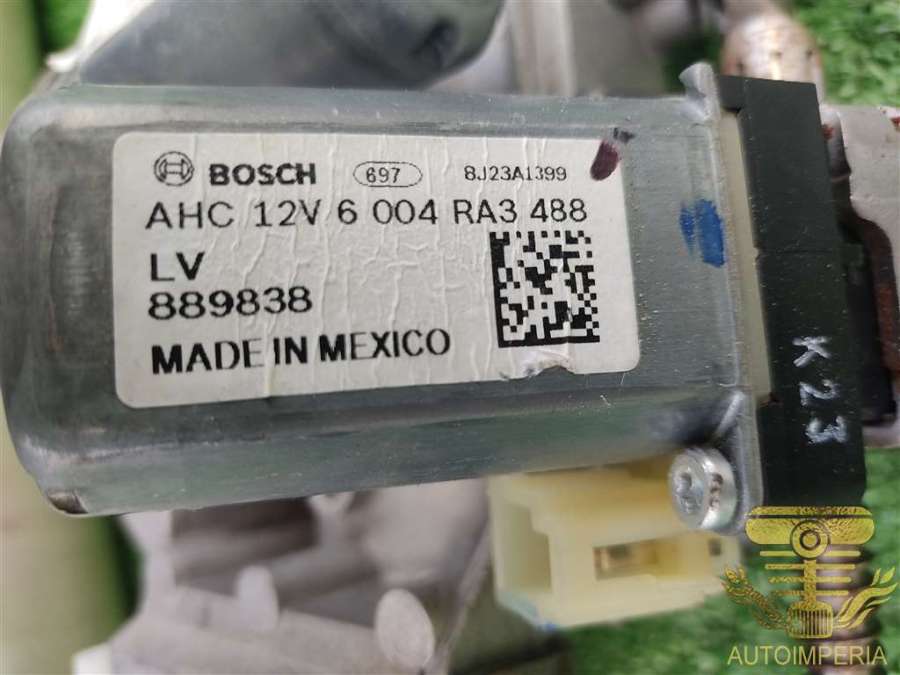 BOSCH 697 8J23A1399
AHC 12V 6 004 RA3 488
LV
889838
MADE IN MEXICO
K23
AUTOIMPERIA